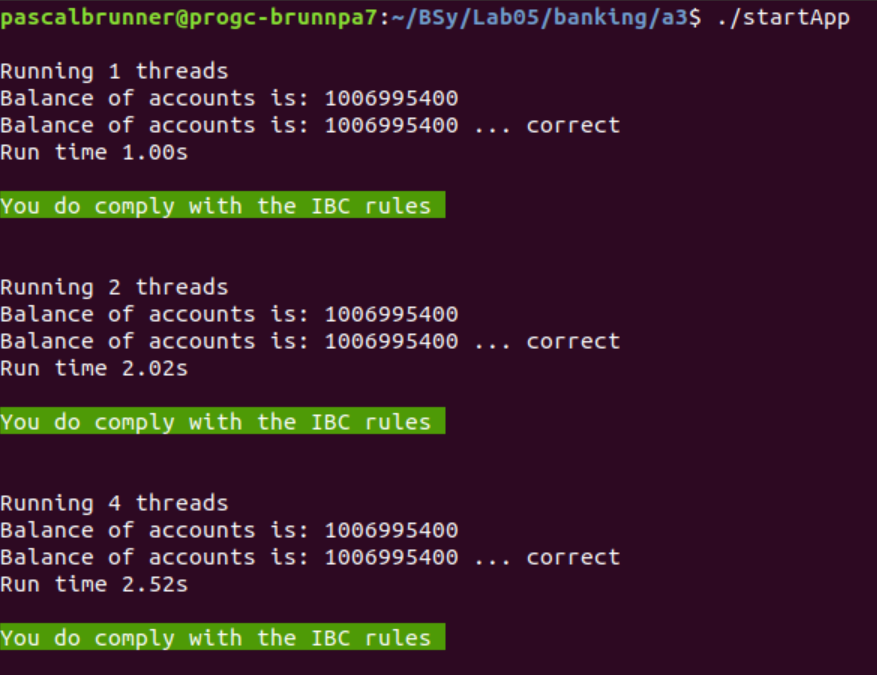 pascalbrunner@progc-brunnpa7:~/BSy/Lab05/banking/a3$ ./startApp
Running 1 threads
Balance of accounts is: 1006995400
Balance of accounts is: 1006995400 ... correct
Run time 1.00s
You do comply with the IBC rules
Running 2 threads
Balance of accounts is: 1006995400
Balance of accounts is: 1006995400 ... correct
Run time 2.02s
You do comply with the IBC rules
Running 4 threads
Balance of accounts is: 1006995400
Balance of accounts is: 1006995400 ... correct
Run time 2.52s
You do comply with the IBC rules